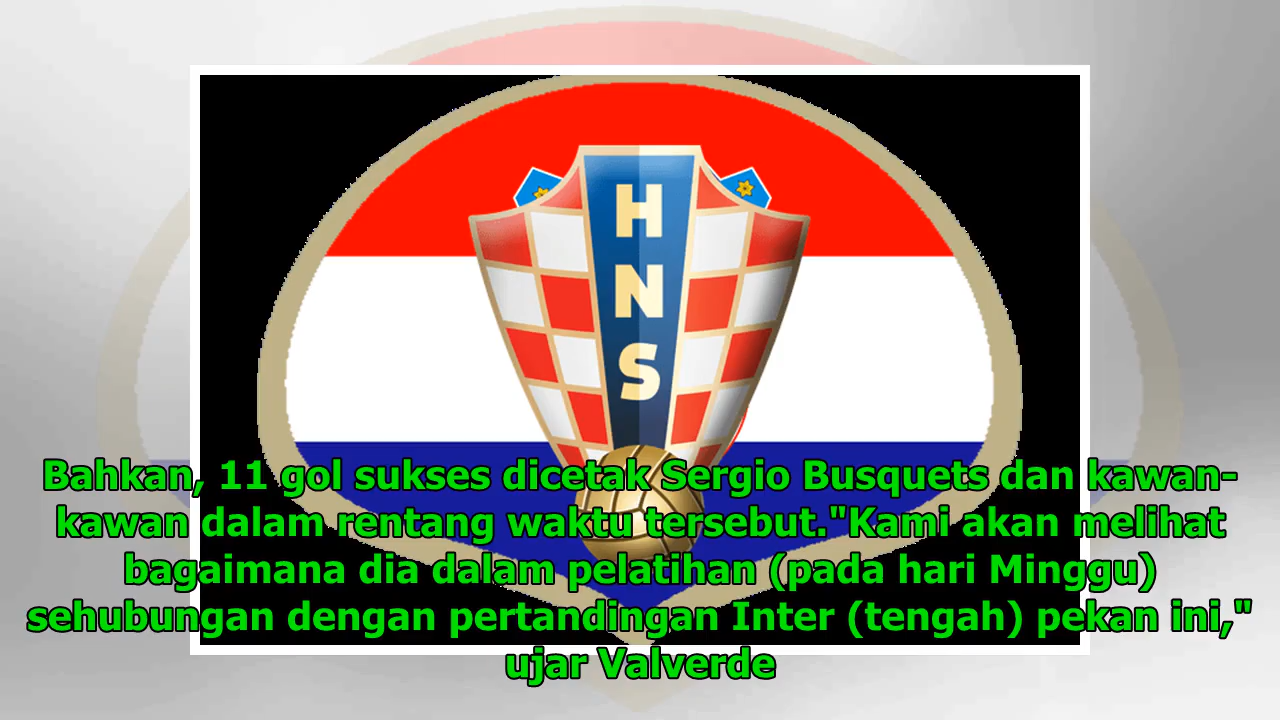 H
N
S
Bahkan, 11 gol sukses dicetak Sergio Busquets dan kawan-
kawan dalam rentang waktu tersebut."Kami akan melihat
bagaimana dia dalam pelatihan (pada hari Minggu)
sehubungan dengan pertandingan Inter (tengah) pekan ini,"
ujar Valverde